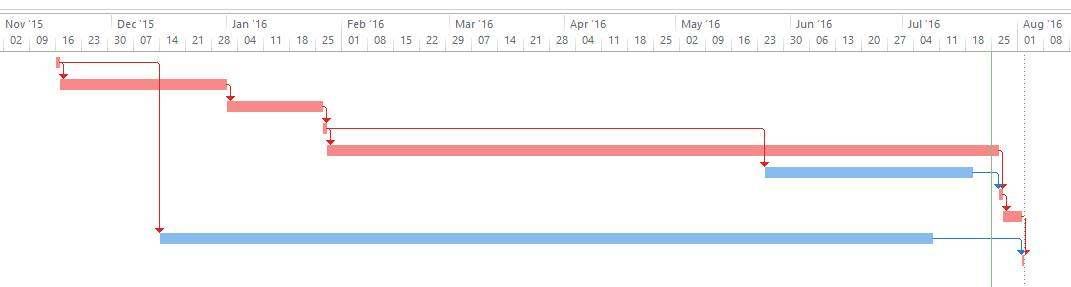 Nov '15 Dec '15 Jan '16 Feb '16 Mar '16 Apr '16 May '16 Jun '16 Jul '16 Aug '16
02 09 16 23 30 07 14 21 28 04 11 18 25 01 08 15 22 29 07 14 21 28 04 11 18 25 02 09 16 23 30 06 13 20 27 04 11 18 25 01 08